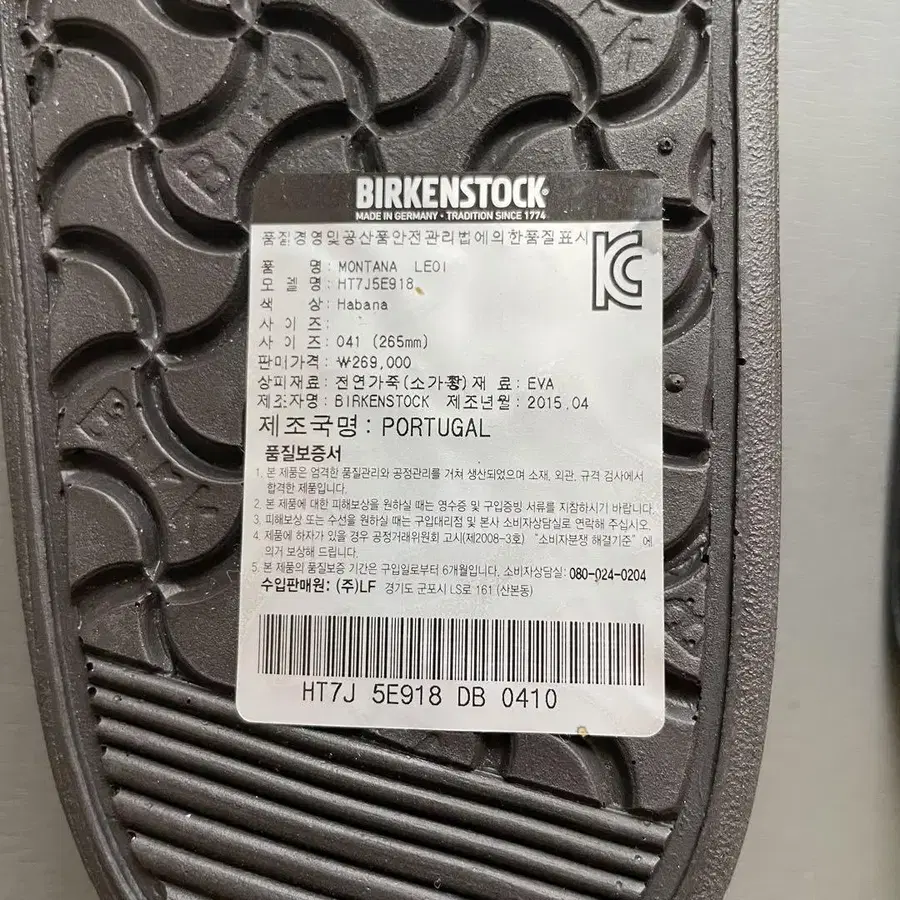 Birk
BIRKENSTOCK
MADE IN GERMANY · TRADITION SINCE 1774
품질경영및공산품안전관리법에의한품질표시
품 명: MONTANA LEOI
모 델 명: HT7J5E918
색 상: Habana
사 이 즈:
사 이 즈: 041 (265mm)
판매가격: ₩269,000
상피재료: 천연가죽(소가황)재 료: EVA
제조자명: BIRKENSTOCK 제조년월: 2015.04
제조국명: PORTUGAL
품질보증서
1. 본 제품은 엄격한 품질관리와 공정관리를 거쳐 생산되었으며 소재, 외관, 규격 검사에서
합격한 제품입니다.
2. 본 제품에 대한 피해보상을 원하실 때는 영수증 및 구입증빙 서류를 지참하시기 바랍니다.
3. 피해보상 또는 수선을 원하실 때는 구입대리점 및 본사 소비자상담실로 연락해 주십시오.
4. 제품에 하자가 있을 경우 공정거래위원회 고시(제2008-3호) "소비자분쟁 해결기준" 에
의거 보상해 드립니다.
5. 본 제품의 품질보증 기간은 구입일로부터 6개월입니다. 소비자상담실: 080-024-0204
수입판매원: (주)LF 경기도 군포시 LS로 161 (산본동)
HT7J 5E918 DB 0410